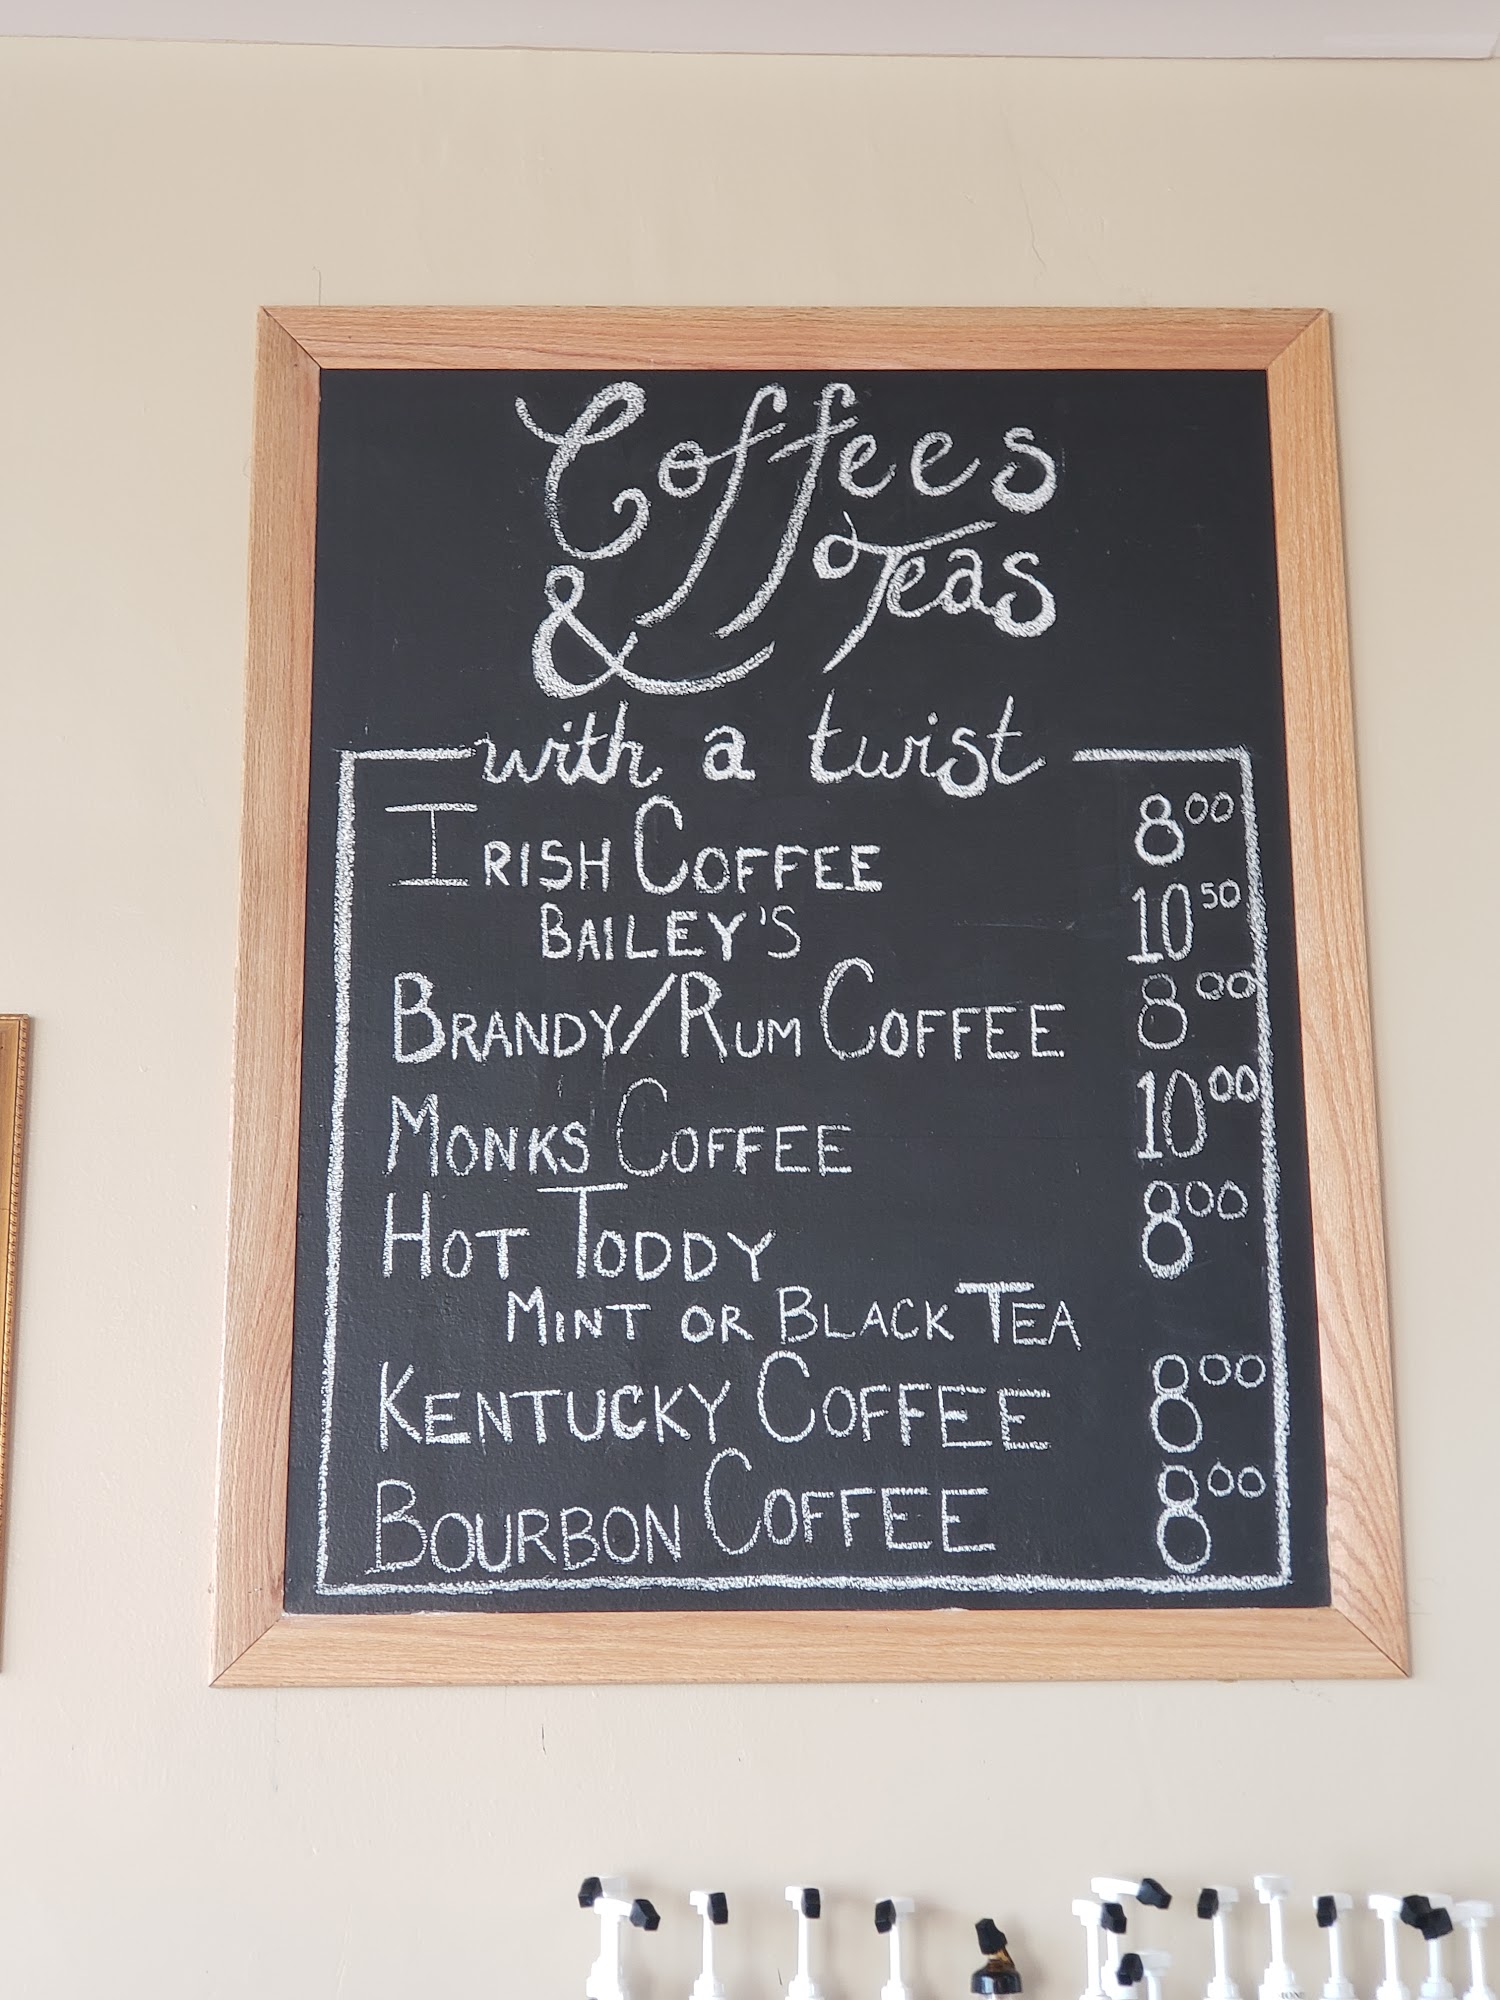 Coffees
& Teas
with a twist
IRISH COFFEE 8.00
BAILEY'S 10.50
BRANDY/RUM COFFEE 8.00
MONKS COFFEE 10.00
HOT TODDY 8.00
MINT OR BLACK TEA
KENTUCKY COFFEE 8.00
BOURBON COFFEE 8.00